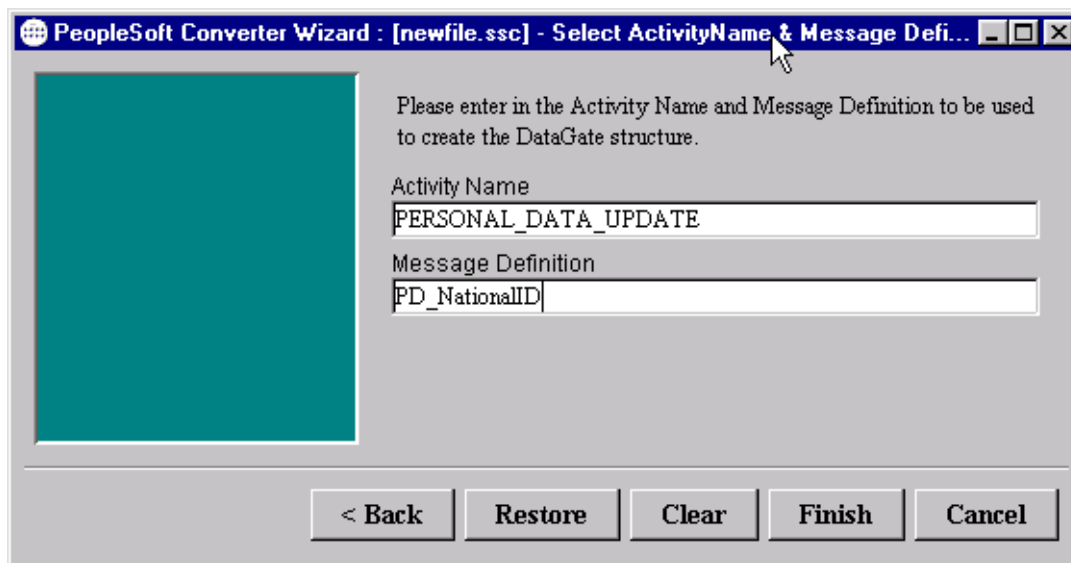 PeopleSoft Converter Wizard : [newfile.ssc] - Select ActivityName & Message Defi...
Please enter in the Activity Name and Message Definition to be used
to create the DataGate structure.
Activity Name
PERSONAL_DATA_UPDATE
Message Definition
PD_NationalID
< Back Restore Clear Finish Cancel